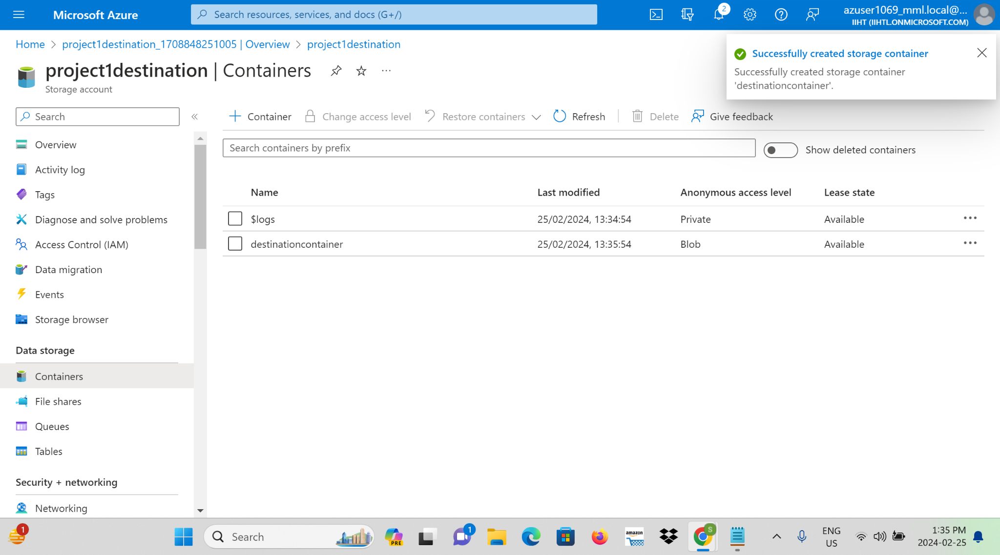 Microsoft Azure
Search resources, services, and docs (G+/)
2
azuser1069_mml.local@...
IIHT (IIHTL.ONMICROSOFT.COM)
Home > project1destination_1708848251005 | Overview > project1destination
project1destination | Containers
Storage account
Successfully created storage container
Successfully created storage container
'destinationcontainer'.
Search
Overview
Activity log
Tags
Diagnose and solve problems
Access Control (IAM)
Data migration
Events
Storage browser
Data storage
Containers
File shares
Queues
Tables
Security + networking
Networking
Container
Change access level
Restore containers
Refresh
Delete
Give feedback
Search containers by prefix
Show deleted containers
Name Last modified Anonymous access level Lease state
$logs 25/02/2024, 13:34:54 Private Available
destinationcontainer 25/02/2024, 13:35:54 Blob Available
1
Search
PRE
1
amazon
S
ENG
US
1:35 PM
2024-02-25